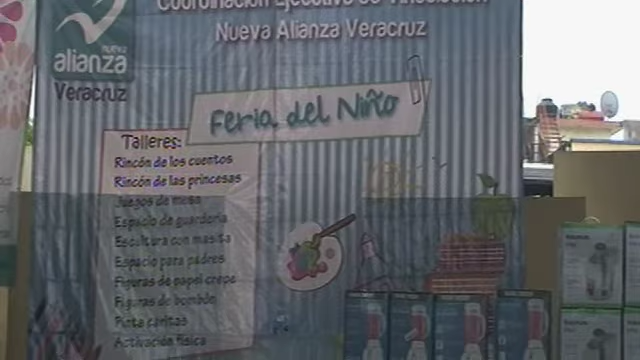 Coordinación Ejecutiva de Vinculación
Nueva Alianza Veracruz
nueva
alianza
Veracruz
Feria del Niño
Talleres:
Rincón de los cuentos
Rincón de las princesas
Juegos de mesa
Espacio de guardería
Escultura con masita
Espacio para padres
Figuras de papel crepe
Figuras de bombón
Pinta caritas
Activación física